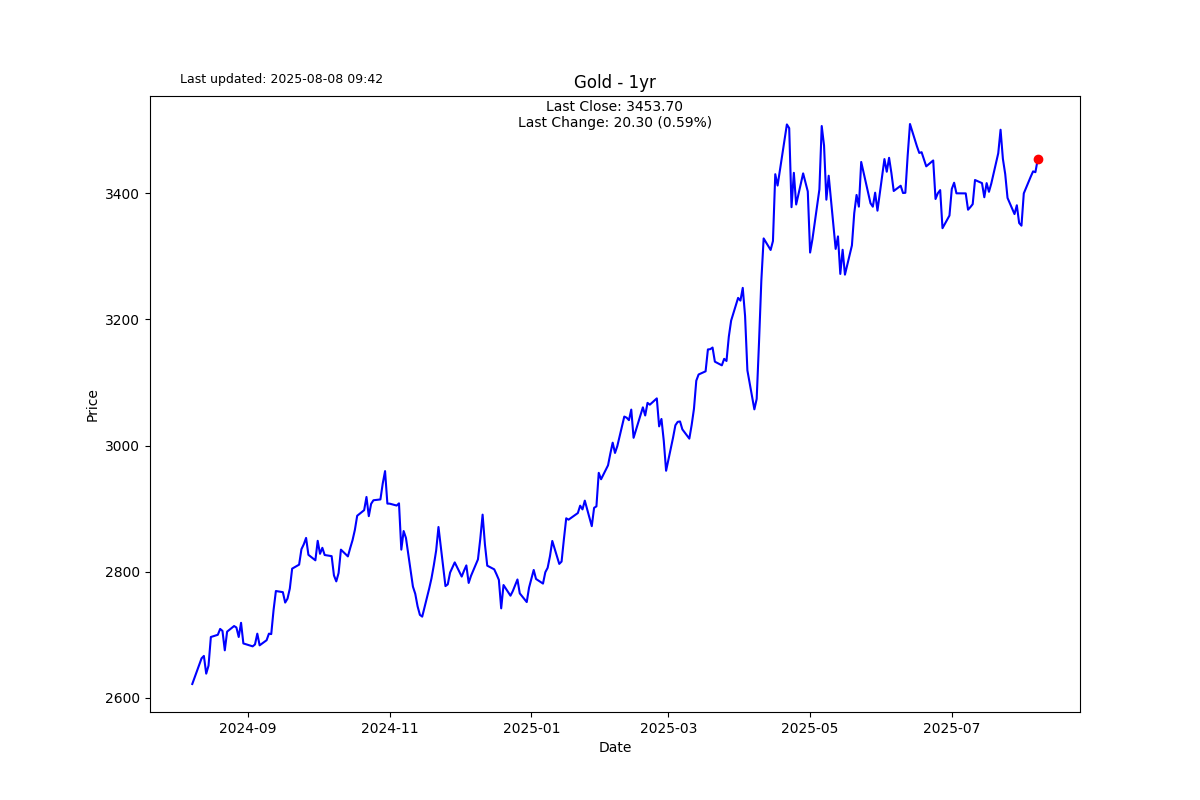 Last updated: 2025-08-08 09:42
Gold - 1yr
Last Close: 3453.70
Last Change: 20.30 (0.59%)
Price
3400
3200
3000
2800
2600
2024-09
2024-11
2025-01
2025-03
2025-05
2025-07
Date